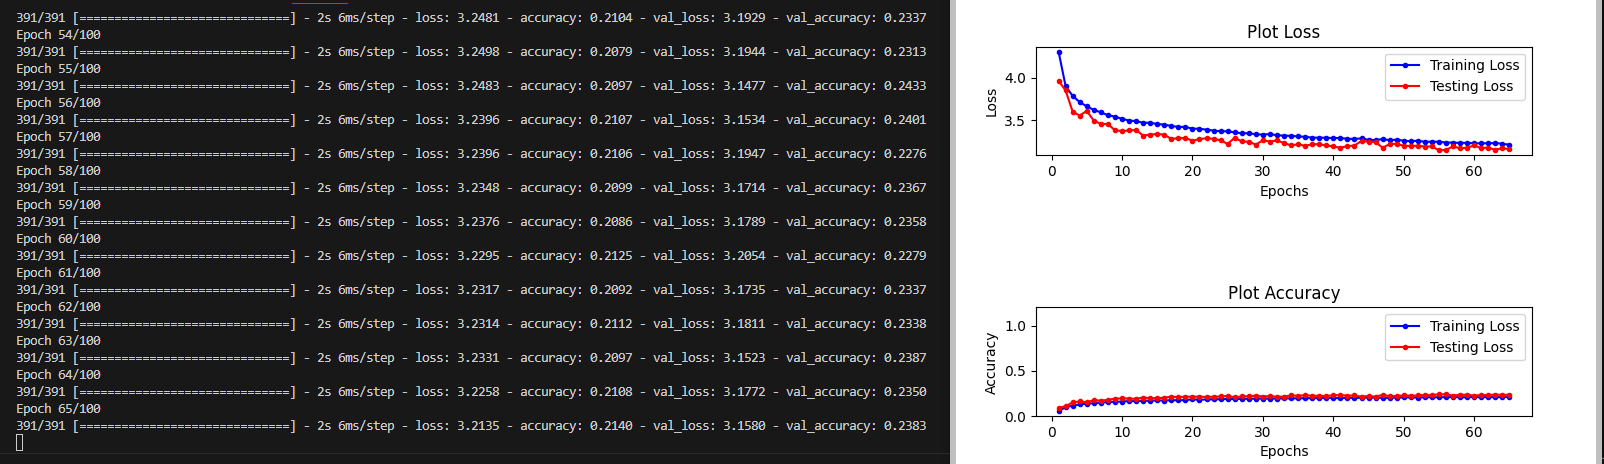 391/391 [==============================] - 2s 6ms/step - loss: 3.2481 - accuracy: 0.2104 - val_loss: 3.1929 - val_accuracy: 0.2337
Epoch 54/100
391/391 [==============================] - 2s 6ms/step - loss: 3.2498 - accuracy: 0.2079 - val_loss: 3.1944 - val_accuracy: 0.2313
Epoch 55/100
391/391 [==============================] - 2s 6ms/step - loss: 3.2483 - accuracy: 0.2097 - val_loss: 3.1477 - val_accuracy: 0.2433
Epoch 56/100
391/391 [==============================] - 2s 6ms/step - loss: 3.2396 - accuracy: 0.2107 - val_loss: 3.1534 - val_accuracy: 0.2401
Epoch 57/100
391/391 [==============================] - 2s 6ms/step - loss: 3.2396 - accuracy: 0.2106 - val_loss: 3.1947 - val_accuracy: 0.2276
Epoch 58/100
391/391 [==============================] - 2s 6ms/step - loss: 3.2348 - accuracy: 0.2099 - val_loss: 3.1714 - val_accuracy: 0.2367
Epoch 59/100
391/391 [==============================] - 2s 6ms/step - loss: 3.2376 - accuracy: 0.2086 - val_loss: 3.1789 - val_accuracy: 0.2358
Epoch 60/100
391/391 [==============================] - 2s 6ms/step - loss: 3.2295 - accuracy: 0.2125 - val_loss: 3.2054 - val_accuracy: 0.2279
Epoch 61/100
391/391 [==============================] - 2s 6ms/step - loss: 3.2317 - accuracy: 0.2092 - val_loss: 3.1735 - val_accuracy: 0.2337
Epoch 62/100
391/391 [==============================] - 2s 6ms/step - loss: 3.2314 - accuracy: 0.2112 - val_loss: 3.1811 - val_accuracy: 0.2338
Epoch 63/100
391/391 [==============================] - 2s 6ms/step - loss: 3.2331 - accuracy: 0.2097 - val_loss: 3.1523 - val_accuracy: 0.2387
Epoch 64/100
391/391 [==============================] - 2s 6ms/step - loss: 3.2258 - accuracy: 0.2108 - val_loss: 3.1772 - val_accuracy: 0.2350
Epoch 65/100
391/391 [==============================] - 2s 6ms/step - loss: 3.2135 - accuracy: 0.2140 - val_loss: 3.1580 - val_accuracy: 0.2383
Plot Loss
Training Loss
Testing Loss
Loss
4.0
3.5
0 10 20 30 40 50 60
Epochs
Plot Accuracy
Training Loss
Testing Loss
Accuracy
1.0
0.5
0.0
0 10 20 30 40 50 60
Epochs